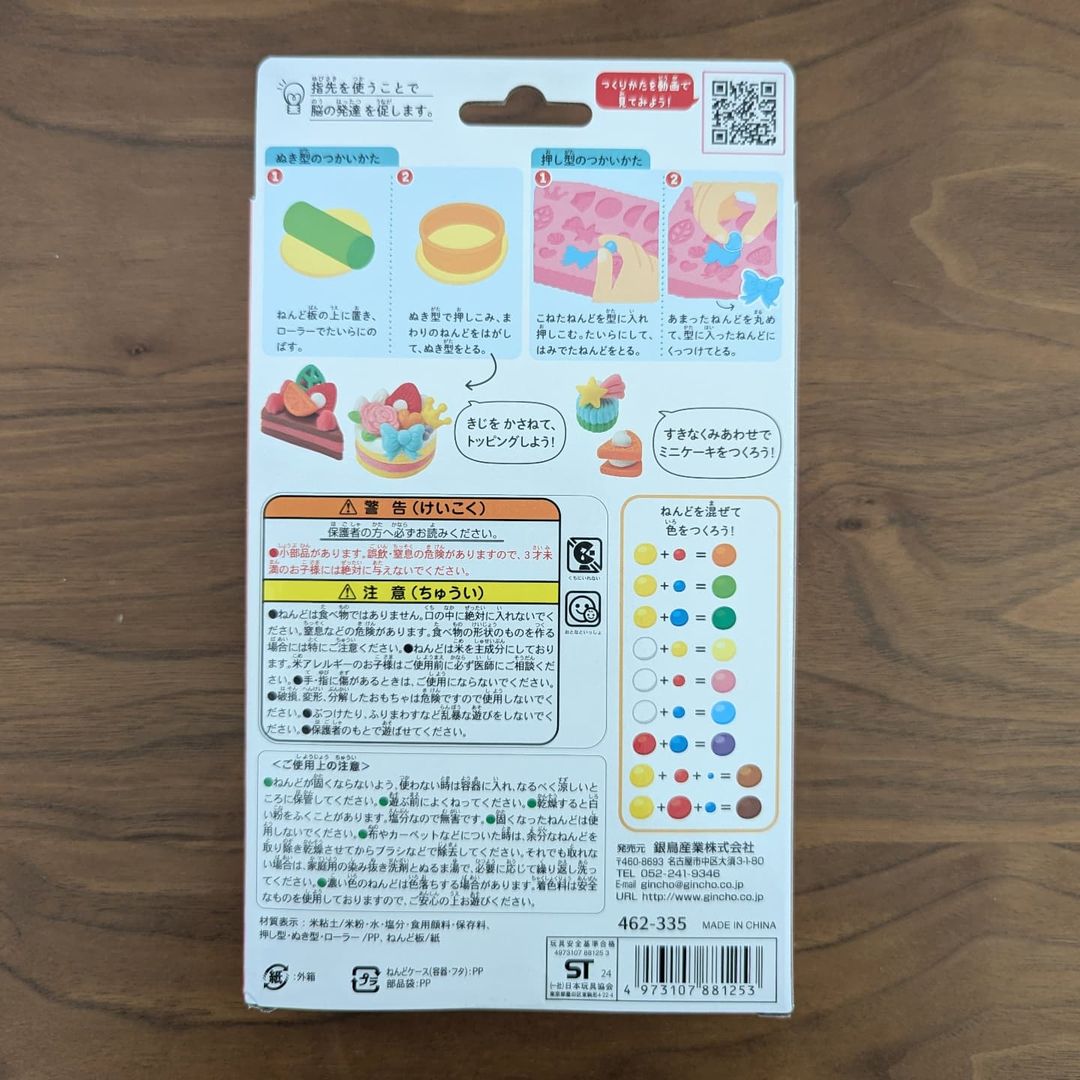 指先を使うことで
脳の発達を促します。
つくりかたを動画で
見てみよう!
ぬき型のつかいかた
1
ねんど板の上に置き、
ローラーでたいらにの
ばす。
2
ぬき型で押しこみ、ま
わりのねんどをはがし
て、ぬき型をとる。
押し型のつかいかた
1
こねたねんどを型に入れ
押しこむ。たいらにして、
はみでたねんどをとる。
2
あまったねんどを丸め
て、型に入ったねんどに
くっつけてとる。
きじを かさねて、
トッピングしよう!
すきなくみあわせで
ミニケーキをつくろう!
警 告(けいこく)
保護者の方へ必ずお読みください。
●小部品があります。誤飲・窒息の危険がありますので、3才未
満のお子様には絶対に与えないでください。
注 意(ちゅうい)
●ねんどは食べ物ではありません。口の中に絶対に入れないでく
ださい。窒息などの危険があります。食べ物の形状のものを作る
場合には特にご注意ください。●ねんどは米を主成分にしており
ます。米アレルギーのお子様はご使用前に必ず医師にご相談くだ
さい。●手・指に傷があるときは、ご使用にならないでください。
●破損、変形、分解したおもちゃは危険ですので使用しないでくだ
さい。●ぶつけたり、ふりまわすなど乱暴な遊びをしないでくださ
い。●保護者のもとで遊ばせてください。
くちにいれない
おとなといっしょ
ねんどを混ぜて
色をつくろう!
+ =
+ =
+ =
+ =
+ =
+ =
+ =
+ + =
+ + =
<ご使用上の注意>
●ねんどが固くならないよう、使わない時は容器に入れ、なるべく涼しいと
ころに保管してください。●遊ぶ前によくねってください。●乾燥すると白
い粉をふくことがあります。塩分なので無害です。●固くなったねんどは使
用しないでください。●布やカーペットなどについた時は、余分なねんどを
取り除き乾燥させてからブラシなどで除去してください。それでも取れな
い場合は、家庭用の染み抜き洗剤とぬるま湯で、必要に応じて繰り返し洗っ
てください。●濃い色のねんどは色落ちする場合があります。着色料は安全
なものを使用しておりますので、ご安心の上お遊びください。
材質表示:米粘土/米粉・水・塩分・食用顔料・保存料、
押し型・ぬき型・ローラー/PP、ねんど板/紙
紙 :外箱
プラ ねんどケース(容器・フタ):PP
部品袋:PP
発売元 銀鳥産業株式会社
〒460-8693 名古屋市中区大須3-1-80
TEL 052-241-9346
E-mail gincho@gincho.co.jp
URL http://www.gincho.co.jp
462-335 MADE IN CHINA
玩具安全基準合格
4973107 88125 3
ST 24
(一社)日本玩具協会
4 973107 881253